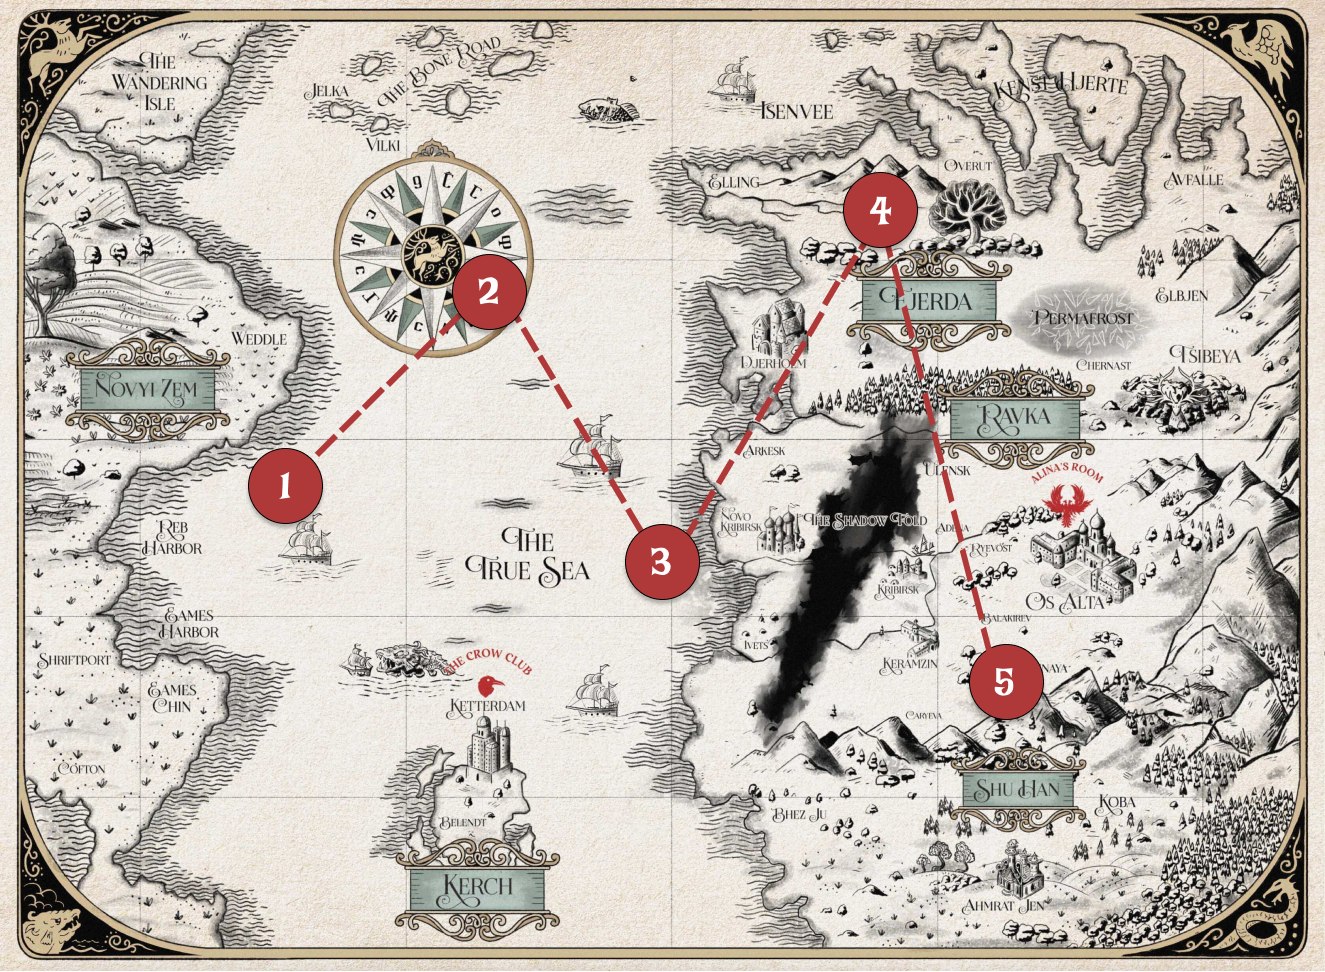 The
Wandering
Isle
Jelka
The Bone Road
Vilki
Isenvee
Kenst Hjerte
Elling
Overut
Avfalle
4
2
Fjerda
Elbjen
Permafrost
Weddle
Djerholm
Chernast
Tsibeya
Novyi Zem
Ravka
Arkesk
Ulensk
Alina's Room
1
Novo
Kribirsk
The Shadow Fold
Adena
Reb
Harbor
The
True Sea
3
Ryevost
Kribirsk
Os Alta
Eames
Harbor
Balakirev
Ivets
Shriftport
The Crow Club
Keramzin
5
Naya
Eames
Chin
Ketterdam
Caryeva
Cofton
Shu Han
Koba
Bhez Ju
Belendt
Kerch
Ahmrat Jen